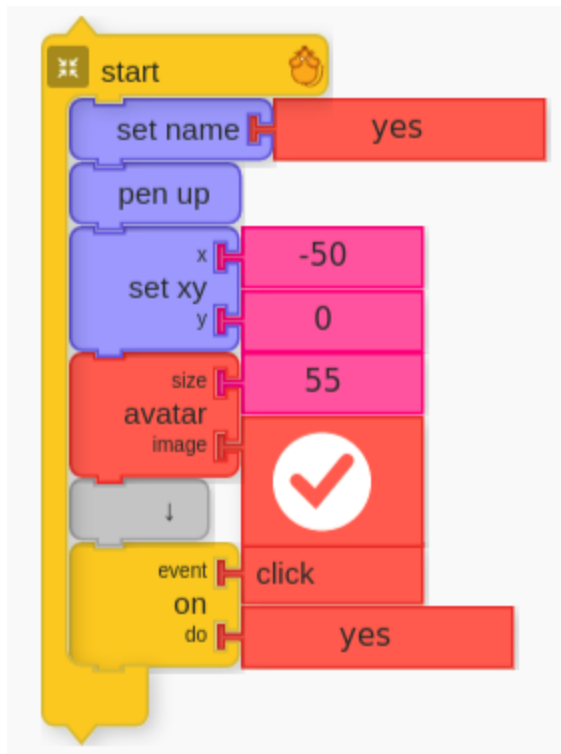 start
set name yes
pen up
x -50
set xy
y 0
size 55
avatar
image
↓
event click
on
do yes